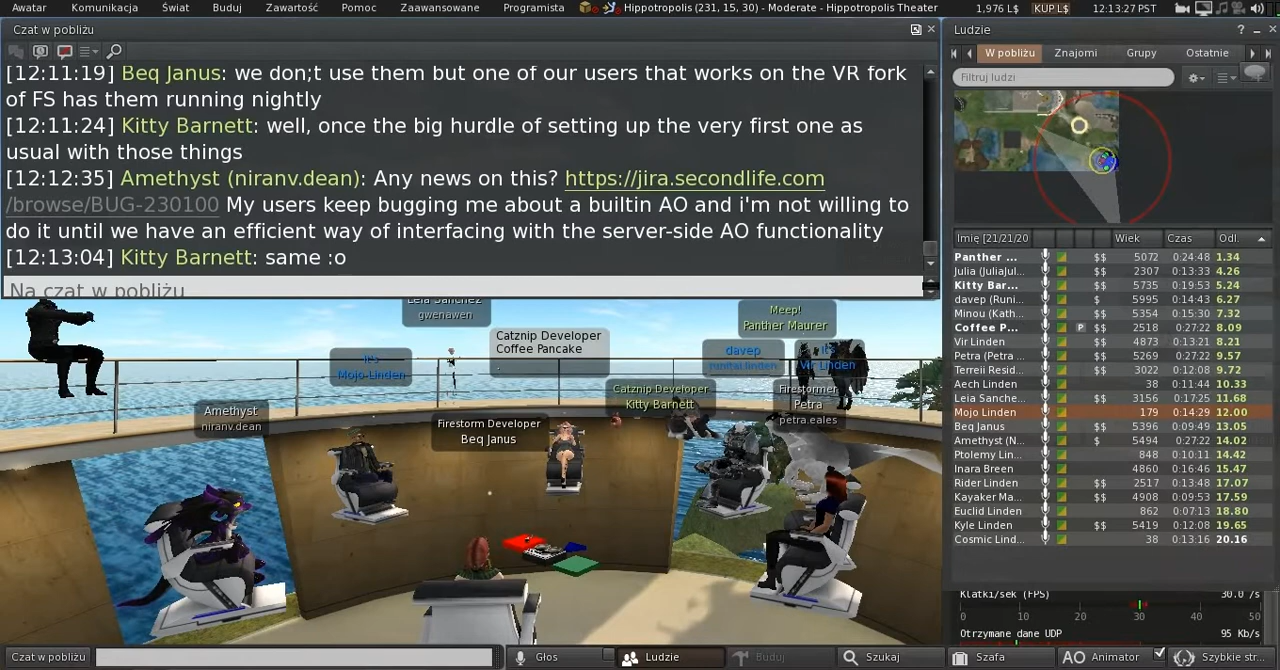 Awatar Komunikacja Świat Buduj Zawartość Pomoc Zaawansowane Programista Hippotropolis (231, 15, 30) - Moderate - Hippotropolis Theater 1,976 L$ KUP L$ 12:13:27 PST
Czat w pobliżu
[12:11:19] Beq Janus: we don;t use them but one of our users that works on the VR fork
of FS has them running nightly
[12:11:24] Kitty Barnett: well, once the big hurdle of setting up the very first one as
usual with those things
[12:12:35] Amethyst (niranv.dean): Any news on this? https://jira.secondlife.com
/browse/BUG-230100 My users keep bugging me about a builtin AO and i'm not willing to
do it until we have an efficient way of interfacing with the server-side AO functionality
[12:13:04] Kitty Barnett: same :o
Na czat w pobliżu
Leia Sanchez
gwenawen
Catznip Developer
Coffee Pancake
.
Meep!
Panther Maurer
It's
Mojo Linden
davep
runital linden
It's
Vir Linden
Catznip Developer
Kitty Barnett
Firestormer
Petra
petra.eales
Amethyst
niranv.dean
Firestorm Developer
Beq Janus
Ludzie ? _ ×
W pobliżu Znajomi Grupy Ostatnie
Filtruj ludzi
Imię [21/21/20 Wiek Czas Odl.
Panther ... $$ 5072 0:24:48 1.34
Julia (JuliaJul... $$ 2307 0:13:33 4.26
Kitty Bar... $$ 5735 0:19:53 5.24
davep (Runi... $ 5995 0:14:43 6.27
Minou (Kath... $$ 5354 0:15:30 7.32
Coffee P... P $$ 2518 0:27:22 8.09
Vir Linden $$ 4873 0:13:21 8.21
Petra (Petra ... $$ 5269 0:27:22 9.57
Terreii Resid... $$ 3022 0:12:08 9.72
Aech Linden 38 0:11:44 10.33
Leia Sanche... $$ 3156 0:17:25 11.68
Mojo Linden 179 0:14:29 12.00
Beq Janus $$ 5396 0:09:49 13.05
Amethyst (N... $ 5494 0:27:22 14.02
Ptolemy Lin... 848 0:10:11 14.42
Inara Breen 4860 0:16:46 15.47
Rider Linden $$ 2517 0:13:48 17.07
Kayaker Ma... $$ 4908 0:09:53 17.59
Euclid Linden 862 0:07:13 18.80
Kyle Linden $$ 5419 0:12:08 19.65
Cosmic Lind... 38 0:13:16 20.16
Klatki/sek (FPS) 30.0 /s
0 10 20 30 40 50
Otrzymane dane UDP 95 Kb/s
Czat w pobliżu Głos Ludzie Buduj Szukaj Szafa AO Animator Szybkie str...